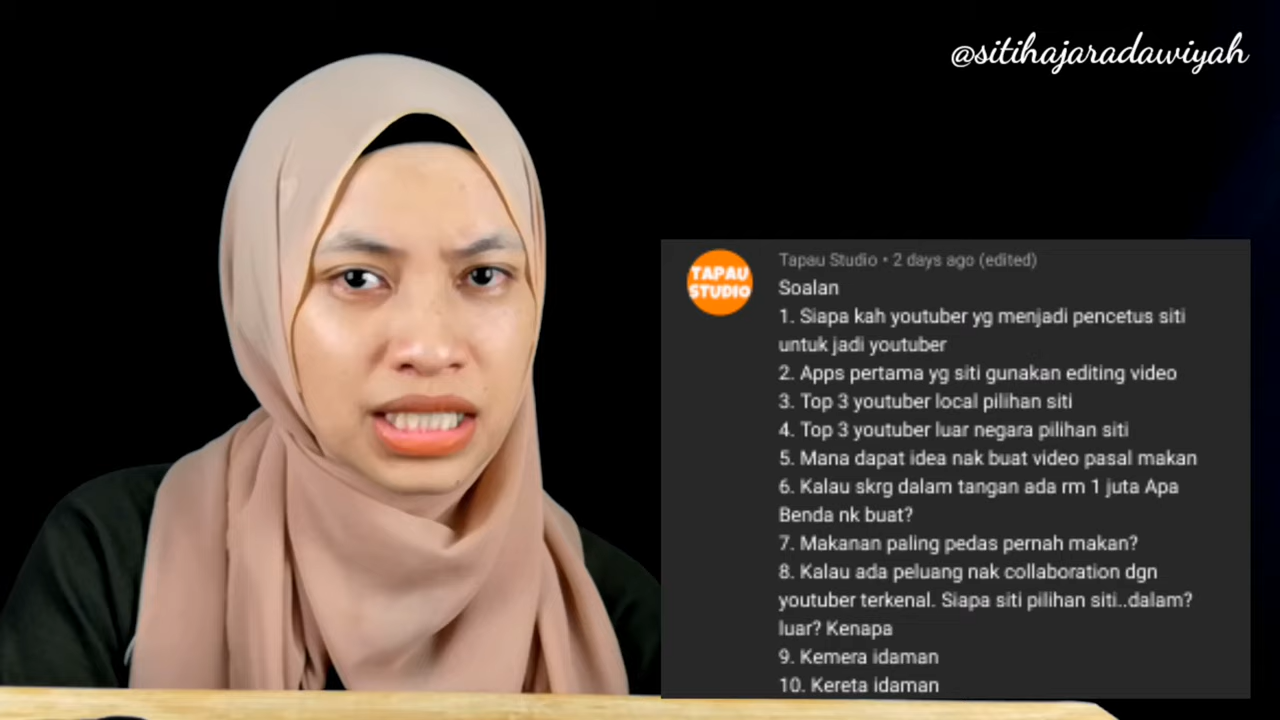 @sitihajaradawiyah
TAPAU
STUDIO
Tapau Studio • 2 days ago (edited)
Soalan
1. Siapa kah youtuber yg menjadi pencetus siti
untuk jadi youtuber
2. Apps pertama yg siti gunakan editing video
3. Top 3 youtuber local pilihan siti
4. Top 3 youtuber luar negara pilihan siti
5. Mana dapat idea nak buat video pasal makan
6. Kalau skrg dalam tangan ada rm 1 juta Apa
Benda nk buat?
7. Makanan paling pedas pernah makan?
8. Kalau ada peluang nak collaboration dgn
youtuber terkenal. Siapa siti pilihan siti..dalam?
luar? Kenapa
9. Kemera idaman
10. Kereta idaman